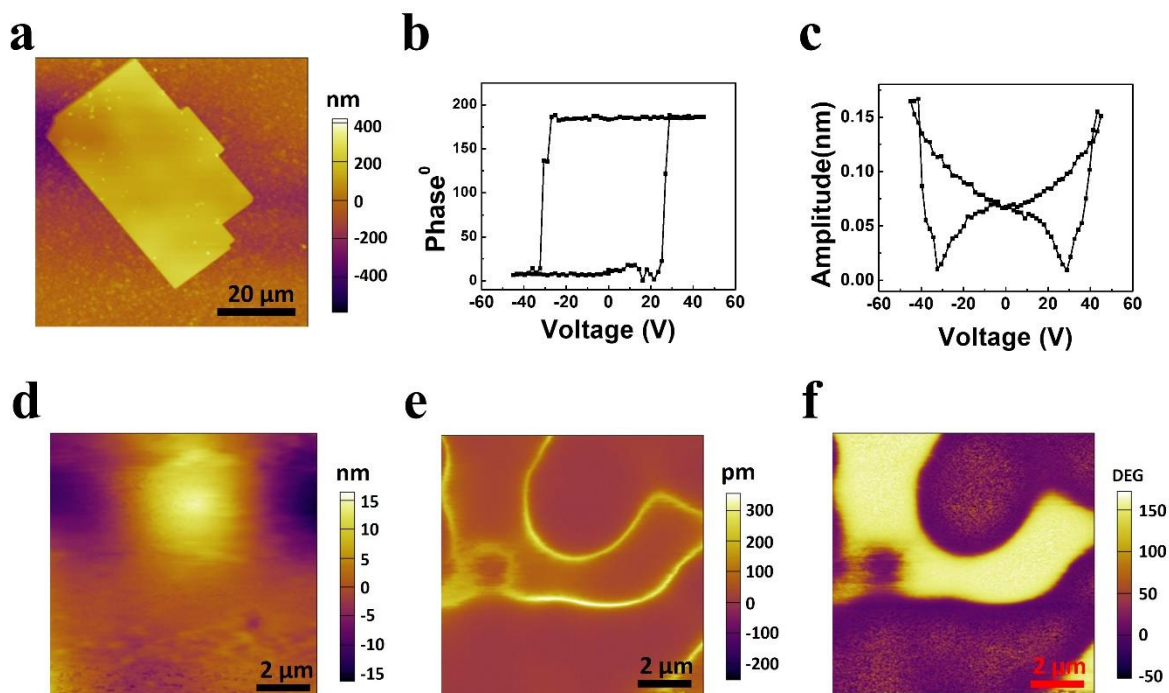 a
nm
400
200
0
-200
-400
20 μm
b
Phase⁰
200
150
100
50
0
-60 -40 -20 0 20 40 60
Voltage (V)
c
Amplitude(nm)
0.15
0.10
0.05
0.00
-60 -40 -20 0 20 40 60
Voltage (V)
d
nm
15
10
5
0
-5
-10
-15
2 μm
e
pm
300
200
100
0
-100
-200
2 μm
f
DEG
150
100
50
0
-50
2 μm